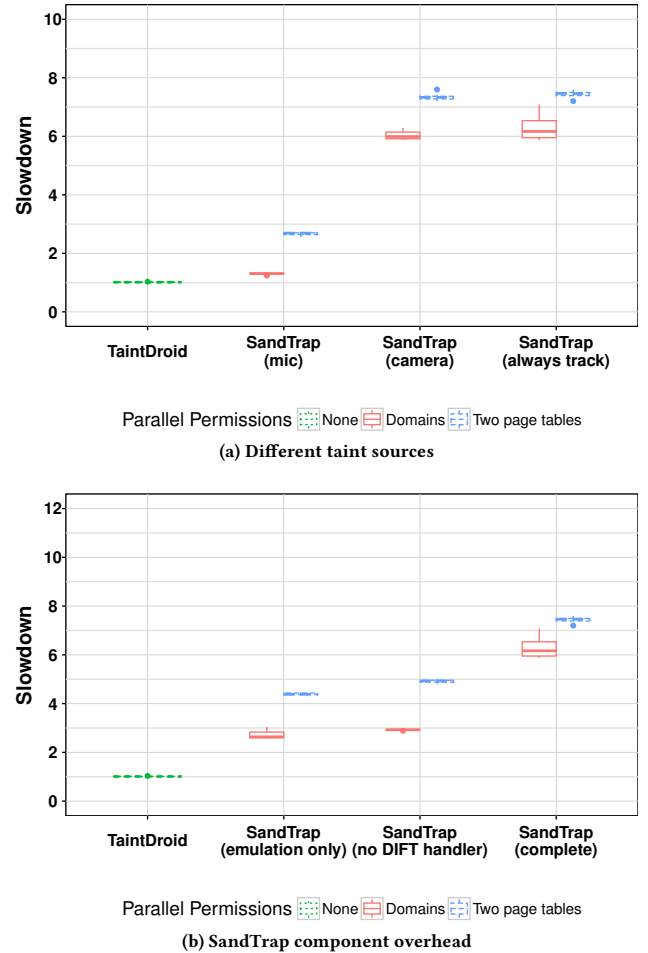 10
8
6
4
2
0
Slowdown
TaintDroid
SandTrap
(mic)
SandTrap
(camera)
SandTrap
(always track)
Parallel Permissions None Domains Two page tables
(a) Different taint sources
12
10
8
6
4
2
0
Slowdown
TaintDroid
SandTrap
(emulation only)
SandTrap
(no DIFT handler)
SandTrap
(complete)
Parallel Permissions None Domains Two page tables
(b) SandTrap component overhead